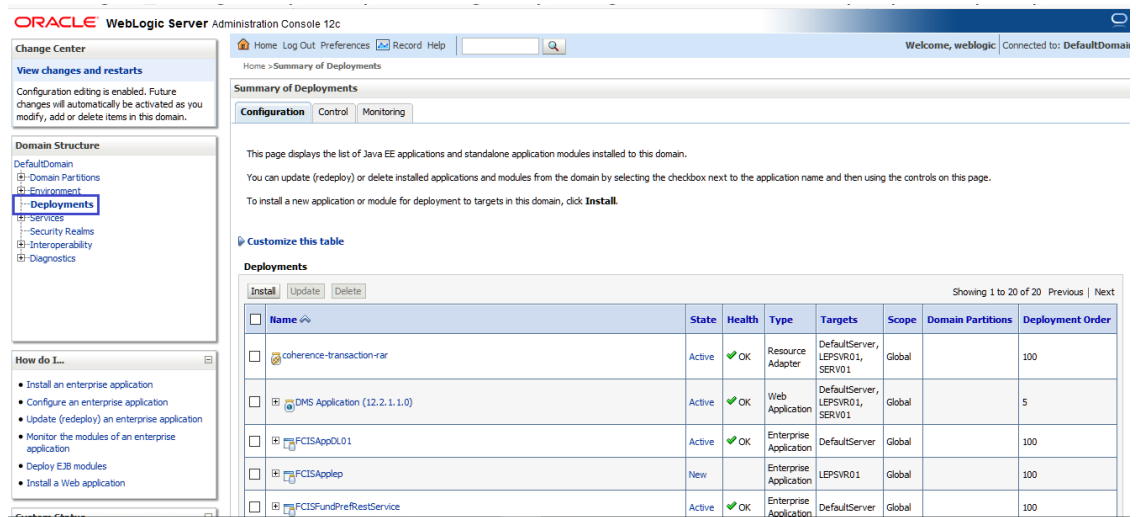 ORACLE WebLogic Server Administration Console 12c
Change Center
View changes and restarts
Configuration editing is enabled. Future
changes will automatically be activated as you
modify, add or delete items in this domain.
Domain Structure
DefaultDomain
Domain Partitions
Environment
Deployments
Services
Security Realms
Interoperability
Diagnostics
How do I...
Install an enterprise application
Configure an enterprise application
Update (redeploy) an enterprise application
Monitor the modules of an enterprise
application
Deploy EJB modules
Install a Web application
System Status
Home Log Out Preferences Record Help
Welcome, weblogic Connected to: DefaultDomain
Home >Summary of Deployments
Summary of Deployments
Configuration Control Monitoring
This page displays the list of Java EE applications and standalone application modules installed to this domain.
You can update (redeploy) or delete installed applications and modules from the domain by selecting the checkbox next to the application name and then using the controls on this page.
To install a new application or module for deployment to targets in this domain, click Install.
Customize this table
Deployments
Install Update Delete Showing 1 to 20 of 20 Previous | Next
Name State Health Type Targets Scope Domain Partitions Deployment Order
coherence-transaction-rar Active OK Resource Adapter DefaultServer, LEPSVR01, SERV01 Global 100
DMS Application (12.2.1.1.0) Active OK Web Application DefaultServer, LEPSVR01, SERV01 Global 5
FCISAppDL01 Active OK Enterprise Application DefaultServer Global 100
FCISApplep New Enterprise Application LEPSVR01 Global 100
FCISFundPrefRestService Active OK Enterprise Application DefaultServer Global 100